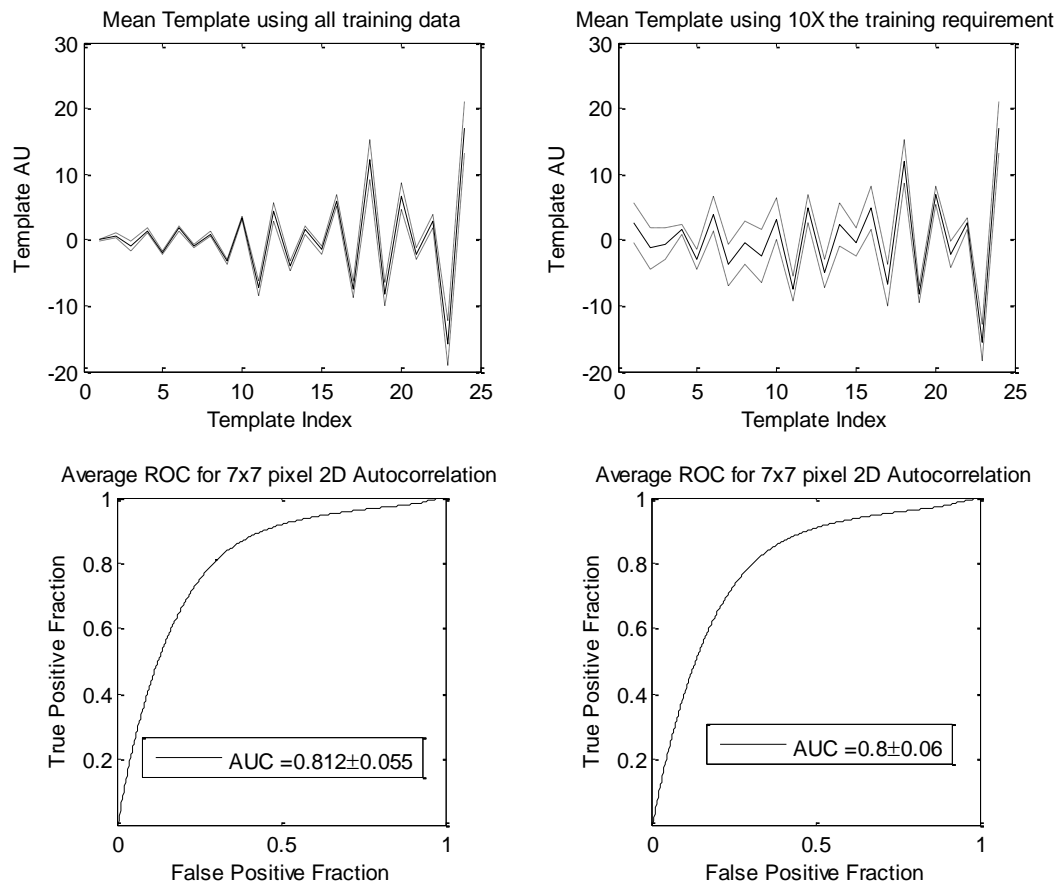 Mean Template using all training data
30
20
10
0
-10
-20
0 5 10 15 20 25
Template AU
Template Index
Mean Template using 10X the training requirement
30
20
10
0
-10
-20
0 5 10 15 20 25
Template AU
Template Index
Average ROC for 7x7 pixel 2D Autocorrelation
1
0.8
0.6
0.4
0.2
0 0.5 1
True Positive Fraction
False Positive Fraction
AUC =0.812±0.055
Average ROC for 7x7 pixel 2D Autocorrelation
1
0.8
0.6
0.4
0.2
0 0.5 1
True Positive Fraction
False Positive Fraction
AUC =0.8±0.06